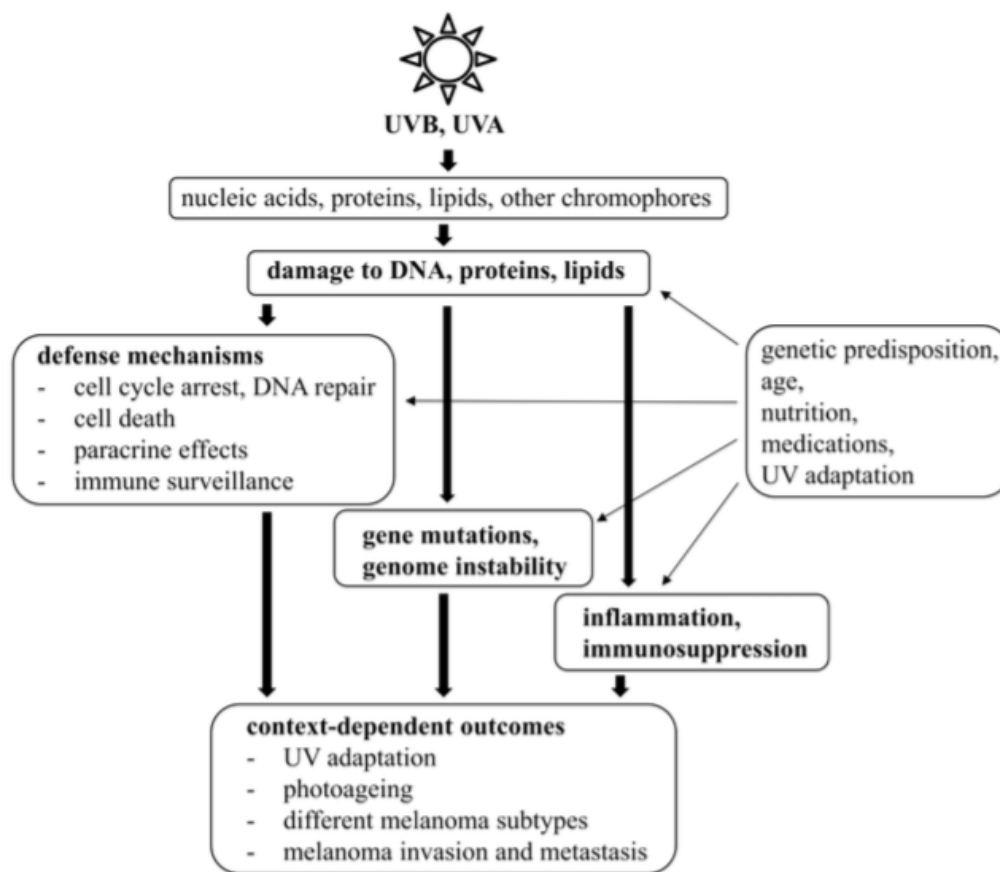 UVB, UVA
nucleic acids, proteins, lipids, other chromophores
damage to DNA, proteins, lipids
defense mechanisms
- cell cycle arrest, DNA repair
- cell death
- paracrine effects
- immune surveillance
genetic predisposition,
age,
nutrition,
medications,
UV adaptation
gene mutations,
genome instability
inflammation,
immunosuppression
context-dependent outcomes
- UV adaptation
- photoageing
- different melanoma subtypes
- melanoma invasion and metastasis